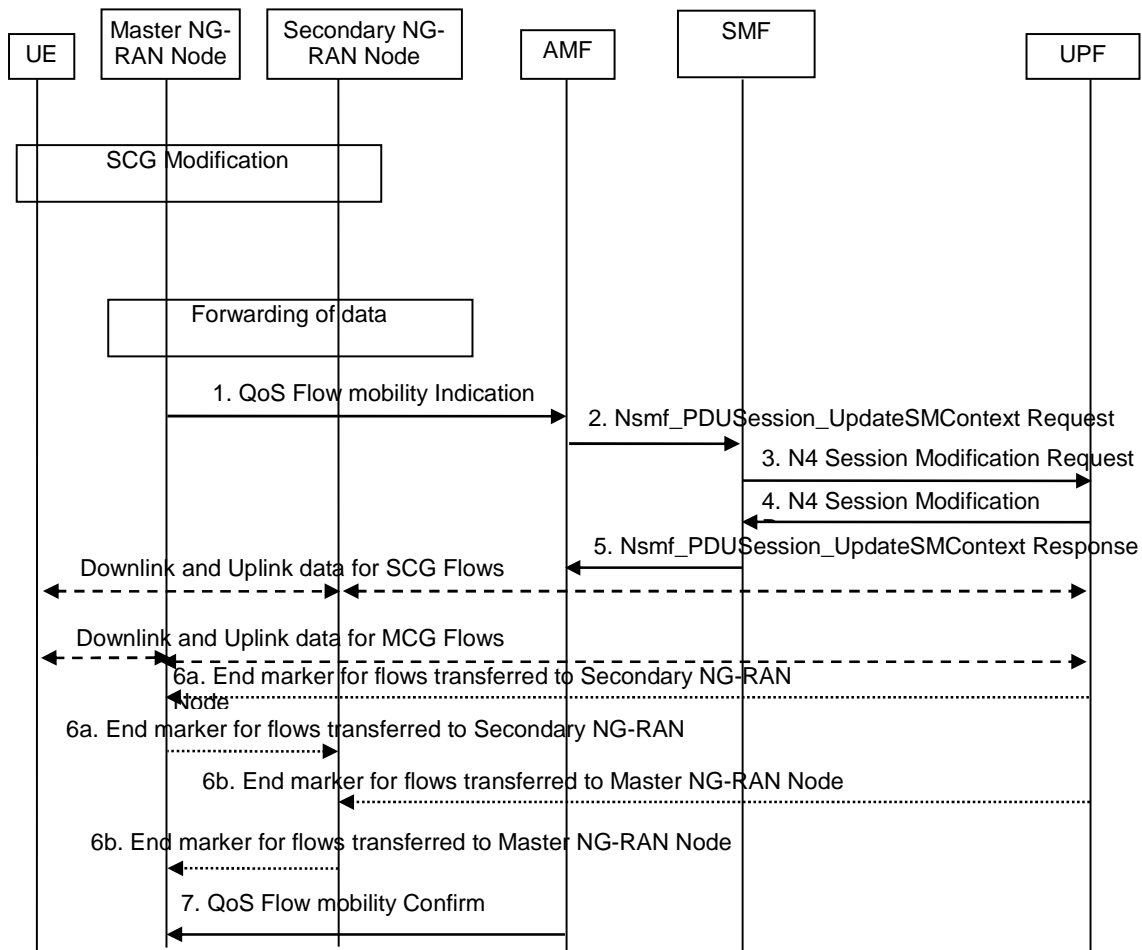 UE
Master NG-
RAN Node
Secondary NG-
RAN Node
AMF
SMF
UPF
SCG Modification
Forwarding of data
1. QoS Flow mobility Indication
2. Nsmf_PDUSession_UpdateSMContext Request
3. N4 Session Modification Request
4. N4 Session Modification
5. Nsmf_PDUSession_UpdateSMContext Response
Downlink and Uplink data for SCG Flows
Downlink and Uplink data for MCG Flows
6a. End marker for flows transferred to Secondary NG-RAN
Node
6a. End marker for flows transferred to Secondary NG-RAN
6b. End marker for flows transferred to Master NG-RAN Node
6b. End marker for flows transferred to Master NG-RAN Node
7. QoS Flow mobility Confirm